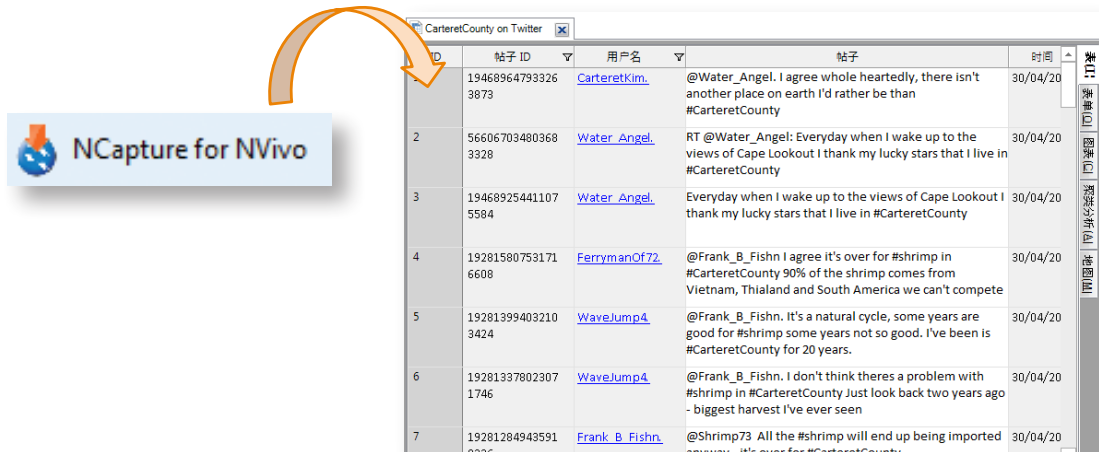 CarteretCounty on Twitter
ID 帖子 ID 用户名 帖子 时间
NCapture for NVivo
19468964793326 CarteretKim. @Water_Angel. I agree whole heartedly, there isn't 30/04/20
3873 another place on earth I'd rather be than
#CarteretCounty
2 56606703480368 Water_Angel. RT @Water_Angel: Everyday when I wake up to the 30/04/20
3328 views of Cape Lookout I thank my lucky stars that I live in
#CarteretCounty
3 19468925441107 Water_Angel. Everyday when I wake up to the views of Cape Lookout I 30/04/20
5584 thank my lucky stars that I live in #CarteretCounty
4 19281580753171 FerrymanOf72. @Frank_B_Fishn I agree it's over for #shrimp in 30/04/20
6608 #CarteretCounty 90% of the shrimp comes from
Vietnam, Thialand and South America we can't compete
5 19281399403210 WaveJump4. @Frank_B_Fishn. It's a natural cycle, some years are 30/04/20
3424 good for #shrimp some years not so good. I've been is
#CarteretCounty for 20 years.
6 19281337802307 WaveJump4. @Frank_B_Fishn. I don't think theres a problem with 30/04/20
1746 #shrimp in #CarteretCounty Just look back two years ago
- biggest harvest I've ever seen
7 19281284943591 Frank_B_Fishn. @Shrimp73 All the #shrimp will end up being imported 30/04/20
anyway - it's over for #CarteretCounty
表单(O)
图表(C)
聚类分析(A)
地图(M